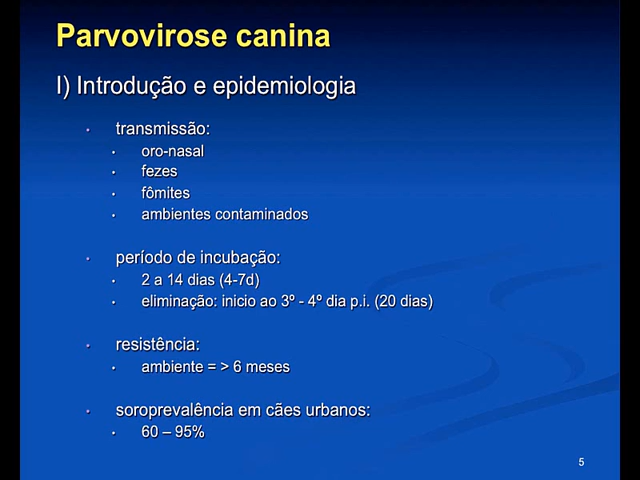 Parvovirose canina
I) Introdução e epidemiologia
• transmissão:
• oro-nasal
• fezes
• fômites
• ambientes contaminados
• período de incubação:
• 2 a 14 dias (4-7d)
• eliminação: inicio ao 3º - 4º dia p.i. (20 dias)
• resistência:
• ambiente = > 6 meses
• soroprevalência em cães urbanos:
• 60 – 95%
5